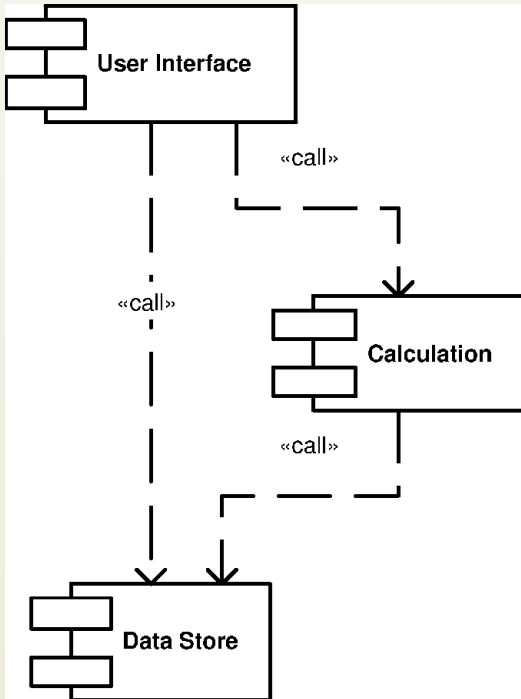 User Interface
«call»
«call»
Calculation
«call»
Data Store